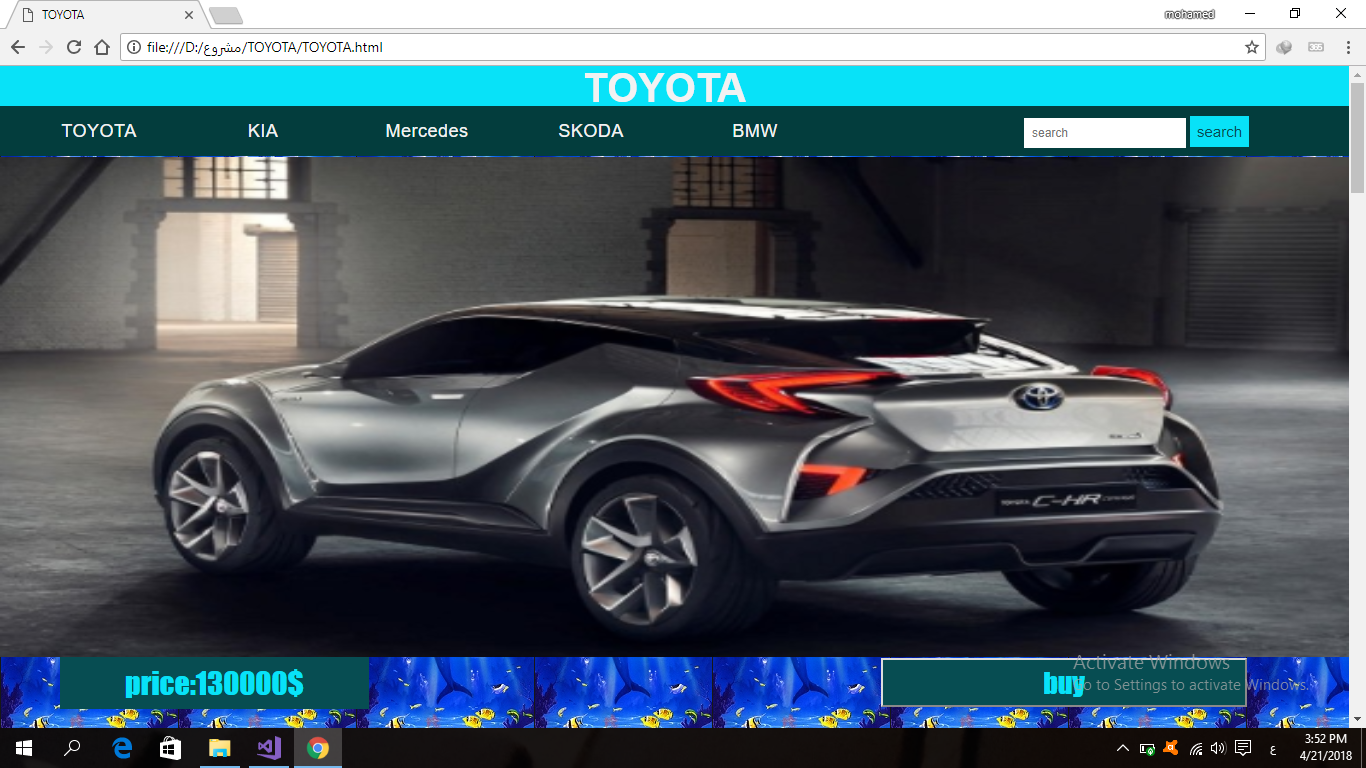 TOYOTA
mohamed
file:///D:/مشروع/TOYOTA/TOYOTA.html
TOYOTA
TOYOTA KIA Mercedes SKODA BMW search search
TOYOTA C-HR
price:130000$
buy
Activate Windows
Go to Settings to activate Windows.
ع
3:52 PM
4/21/2018